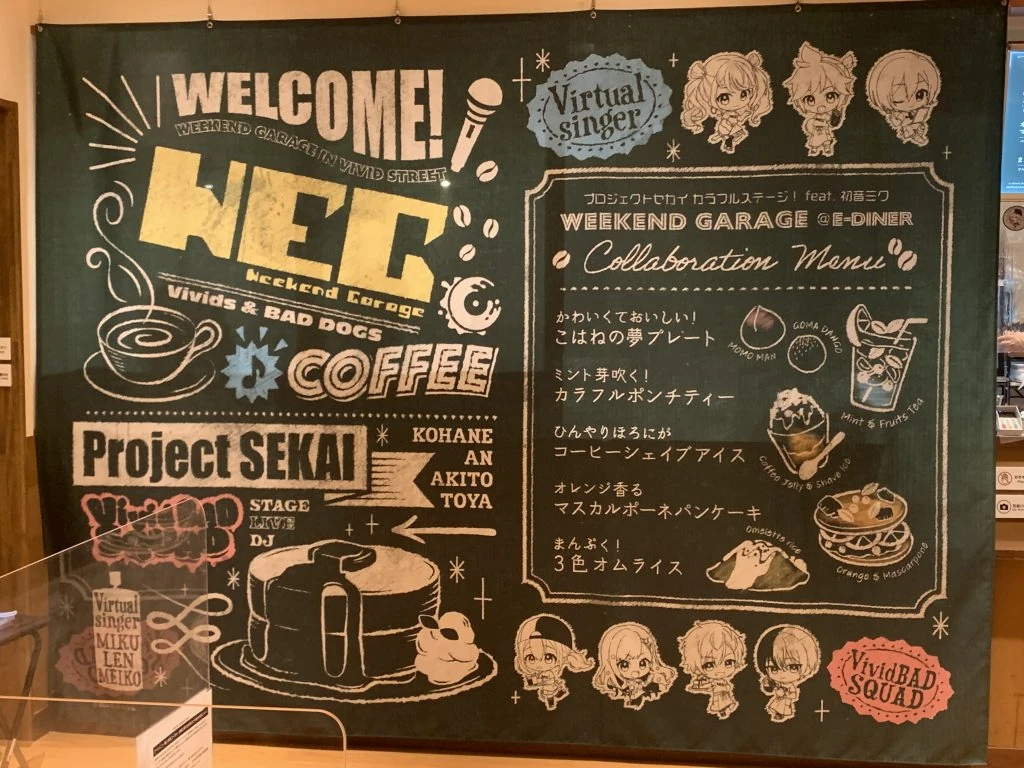 WELCOME!
WEEKEND GARAGE IN VIVID STREET
WEG
Weekend Garage
Vivids & BAD DOGS
COFFEE
Project SEKAI
KOHANE
AN
AKITO
TOYA
VividBAD
STAGE
LIVE
DJ
Virtual
singer
MIKU
LEN
MEIKO
Virtual
singer
プロジェクトセカイ カラフルステージ! feat. 初音ミク
WEEKEND GARAGE @ E-DINER
Collaboration Menu
かわいくておいしい!
こはねの夢プレート
MOMO MAN
GOMA DANGO
ミント芽吹く!
カラフルポンチティー
Mint & Fruits Tea
ひんやりほろにが
コーヒーシェイブアイス
Coffee Jelly & Shave Ice
オレンジ香る
マスカルポーネパンケーキ
Orange & Mascarpone
まんぷく!
3色オムライス
Omelette rice
VividBAD
SQUAD